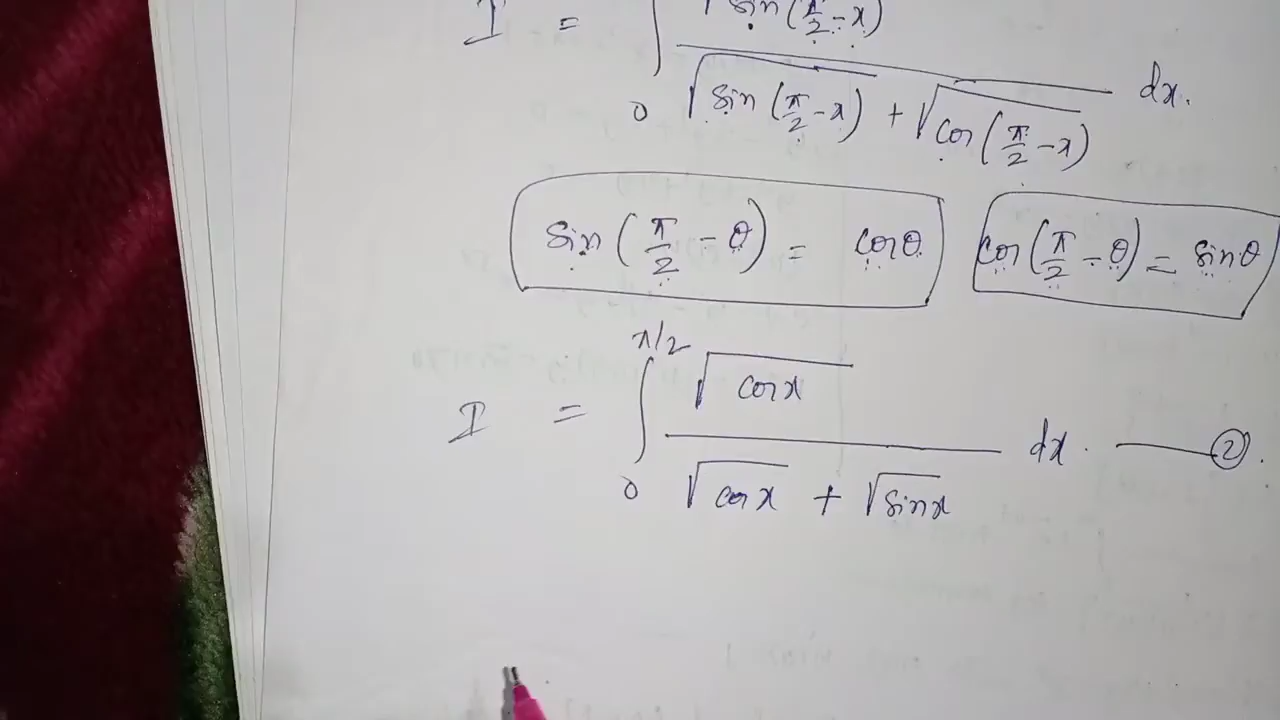 I = ∫ √sin(π/2 - x)
0 √sin(π/2 - x) + √cos(π/2 - x) dx.
sin(π/2 - θ) = cosθ cos(π/2 - θ) = sinθ
π/2 √cosx
I = ∫ dx. — ②.
0 √cosx + √sinx